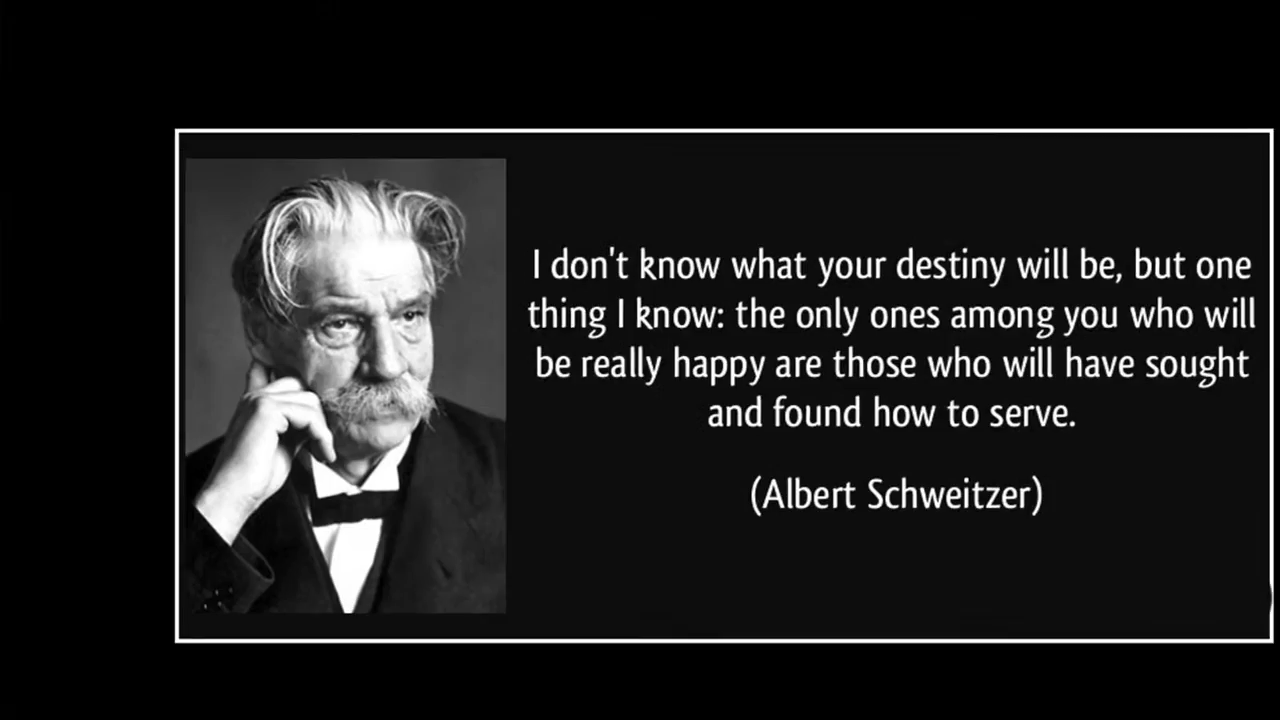 I don't know what your destiny will be, but one
thing I know: the only ones among you who will
be really happy are those who will have sought
and found how to serve.
(Albert Schweitzer)